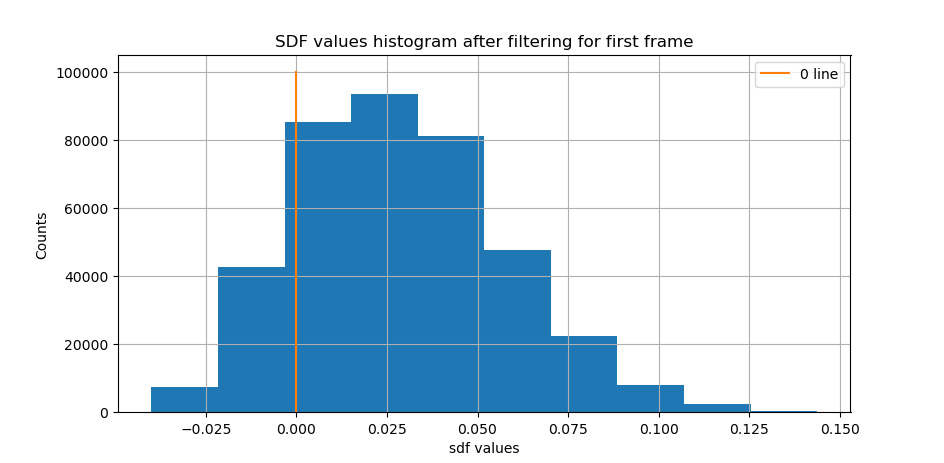 SDF values histogram after filtering for first frame
0 line
Counts
100000
80000
60000
40000
20000
0
−0.025 0.000 0.025 0.050 0.075 0.100 0.125 0.150
sdf values